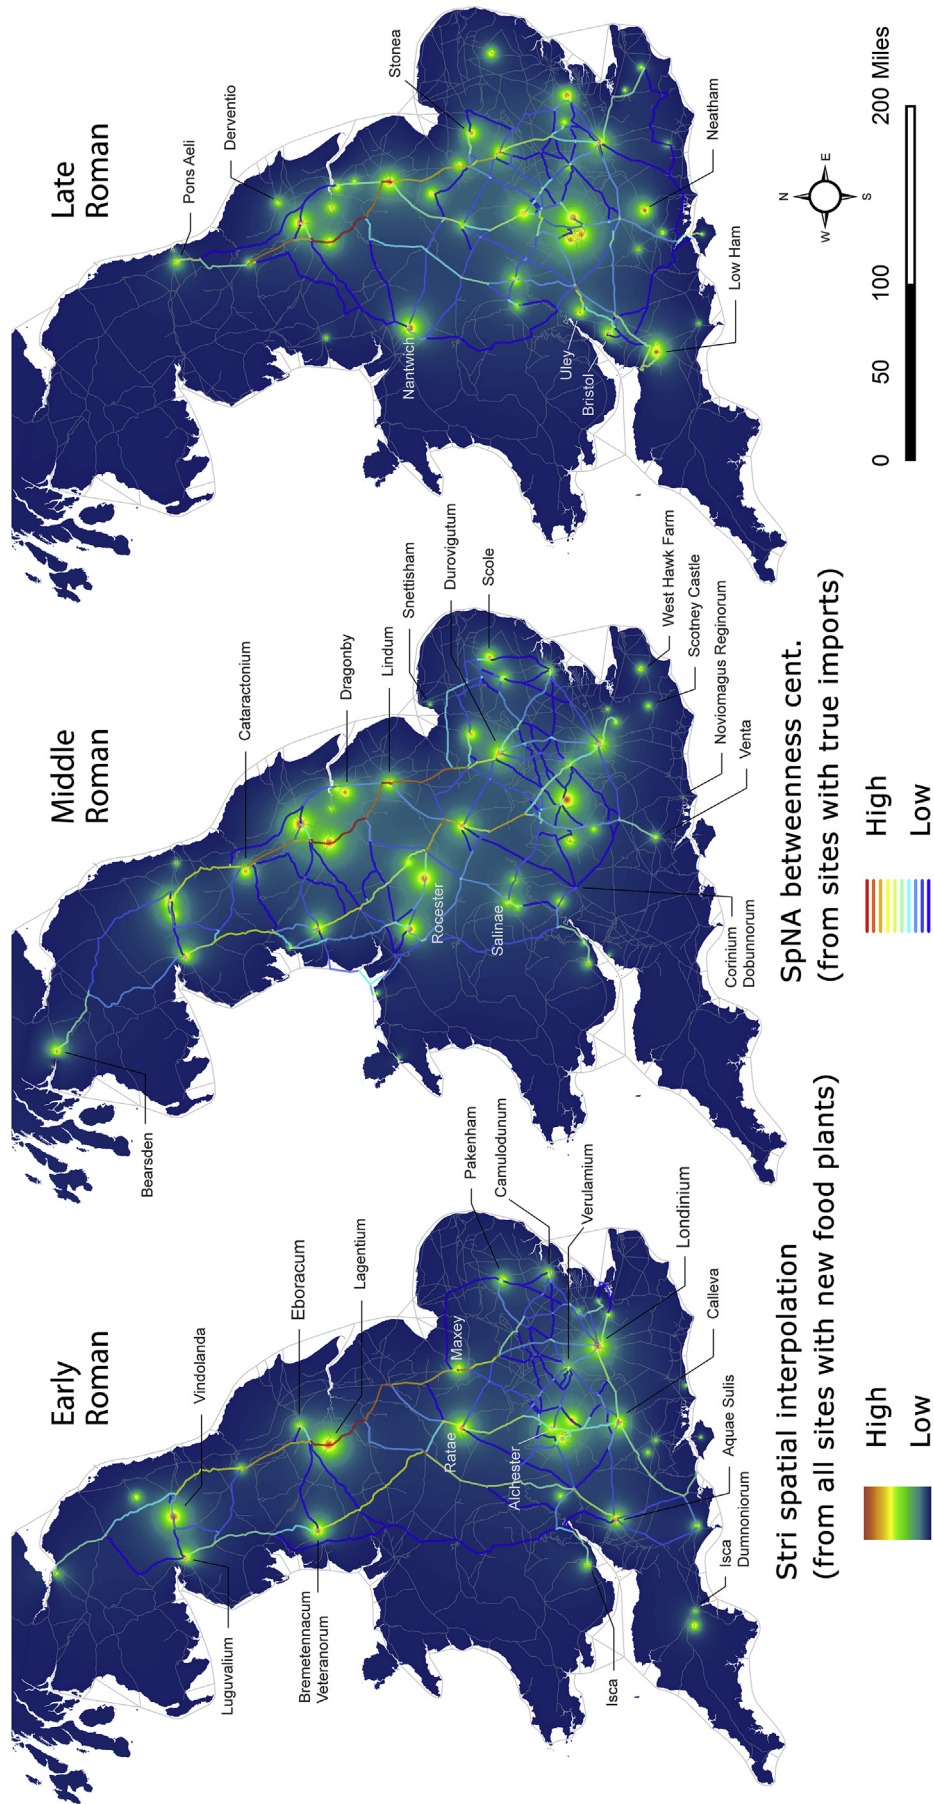 Early
Roman
Vindolanda
Eboracum
Lagentium
Luguvalium
Bremetennacum
Veteranorum
Maxey
Ratae
Alchester
Pakenham
Camulodunum
Verulamium
Londinium
Calleva
Aquae Sulis
Isca
Dumnoniorum
Isca
Middle
Roman
Bearsden
Cataractonium
Dragonby
Lindum
Snettisham
Durovigutum
Scole
Rocester
Salinae
West Hawk Farm
Scotney Castle
Noviomagus Reginorum
Venta
Corinium
Dobunnorum
Late
Roman
Pons Aeli
Derventio
Stonea
Nantwich
Uley
Bristol
Neatham
Low Ham
N
W
E
S
0
50
100
200 Miles
Stri spatial interpolation
(from all sites with new food plants)
High
Low
SpNA betweenness cent.
(from sites with true imports)
High
Low